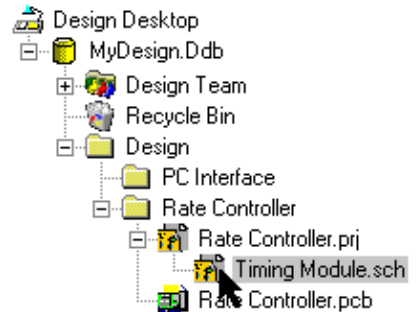 Design Desktop
MyDesign.Ddb
Design Team
Recycle Bin
Design
PC Interface
Rate Controller
Rate Controller.prj
Timing Module.sch
Rate Controller.pcb